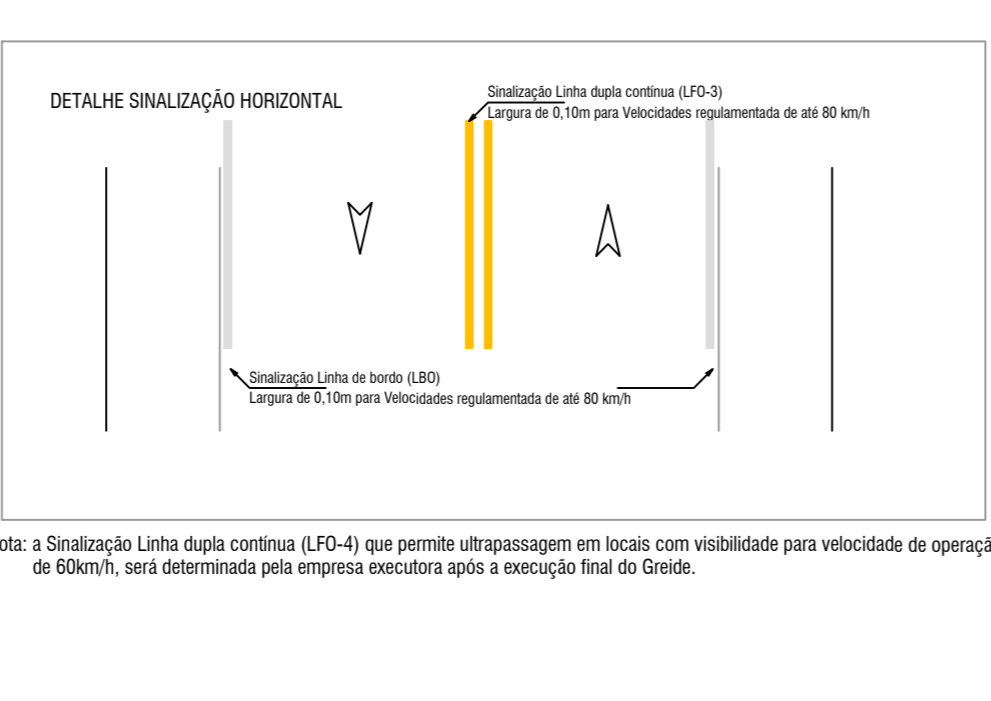 DETALHE SINALIZAÇÃO HORIZONTAL
Sinalização Linha dupla contínua (LFO-3)
Largura de 0,10m para Velocidades regulamentada de até 80 km/h
Sinalização Linha de bordo (LBO)
Largura de 0,10m para Velocidades regulamentada de até 80 km/h
ota: a Sinalização Linha dupla contínua (LFO-4) que permite ultrapassagem em locais com visibilidade para velocidade de operaçã
de 60km/h, será determinada pela empresa executora após a execução final do Greide.